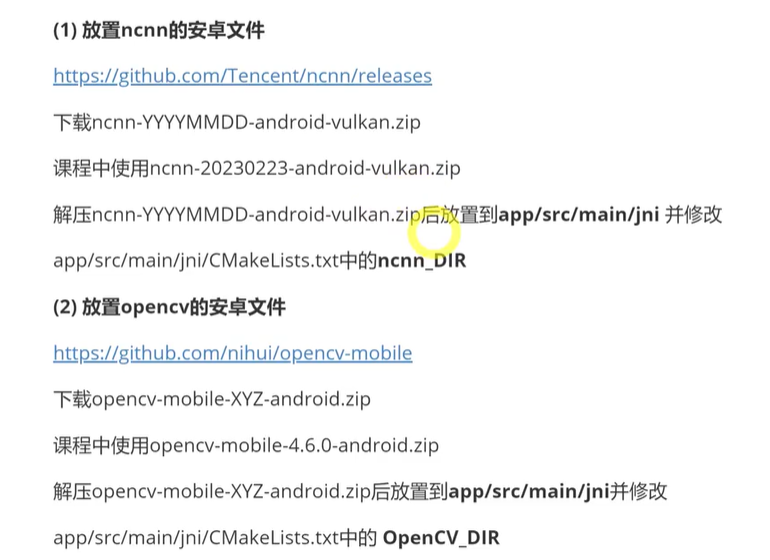 (1) 放置ncnn的安卓文件
https://github.com/Tencent/ncnn/releases
下载ncnn-YYYYMMDD-android-vulkan.zip
课程中使用ncnn-20230223-android-vulkan.zip
解压ncnn-YYYYMMDD-android-vulkan.zip后放置到app/src/main/jni 并修改
app/src/main/jni/CMakeLists.txt中的ncnn_DIR
(2) 放置opencv的安卓文件
https://github.com/nihui/opencv-mobile
下载opencv-mobile-XYZ-android.zip
课程中使用opencv-mobile-4.6.0-android.zip
解压opencv-mobile-XYZ-android.zip后放置到app/src/main/jni并修改
app/src/main/jni/CMakeLists.txt中的 OpenCV_DIR